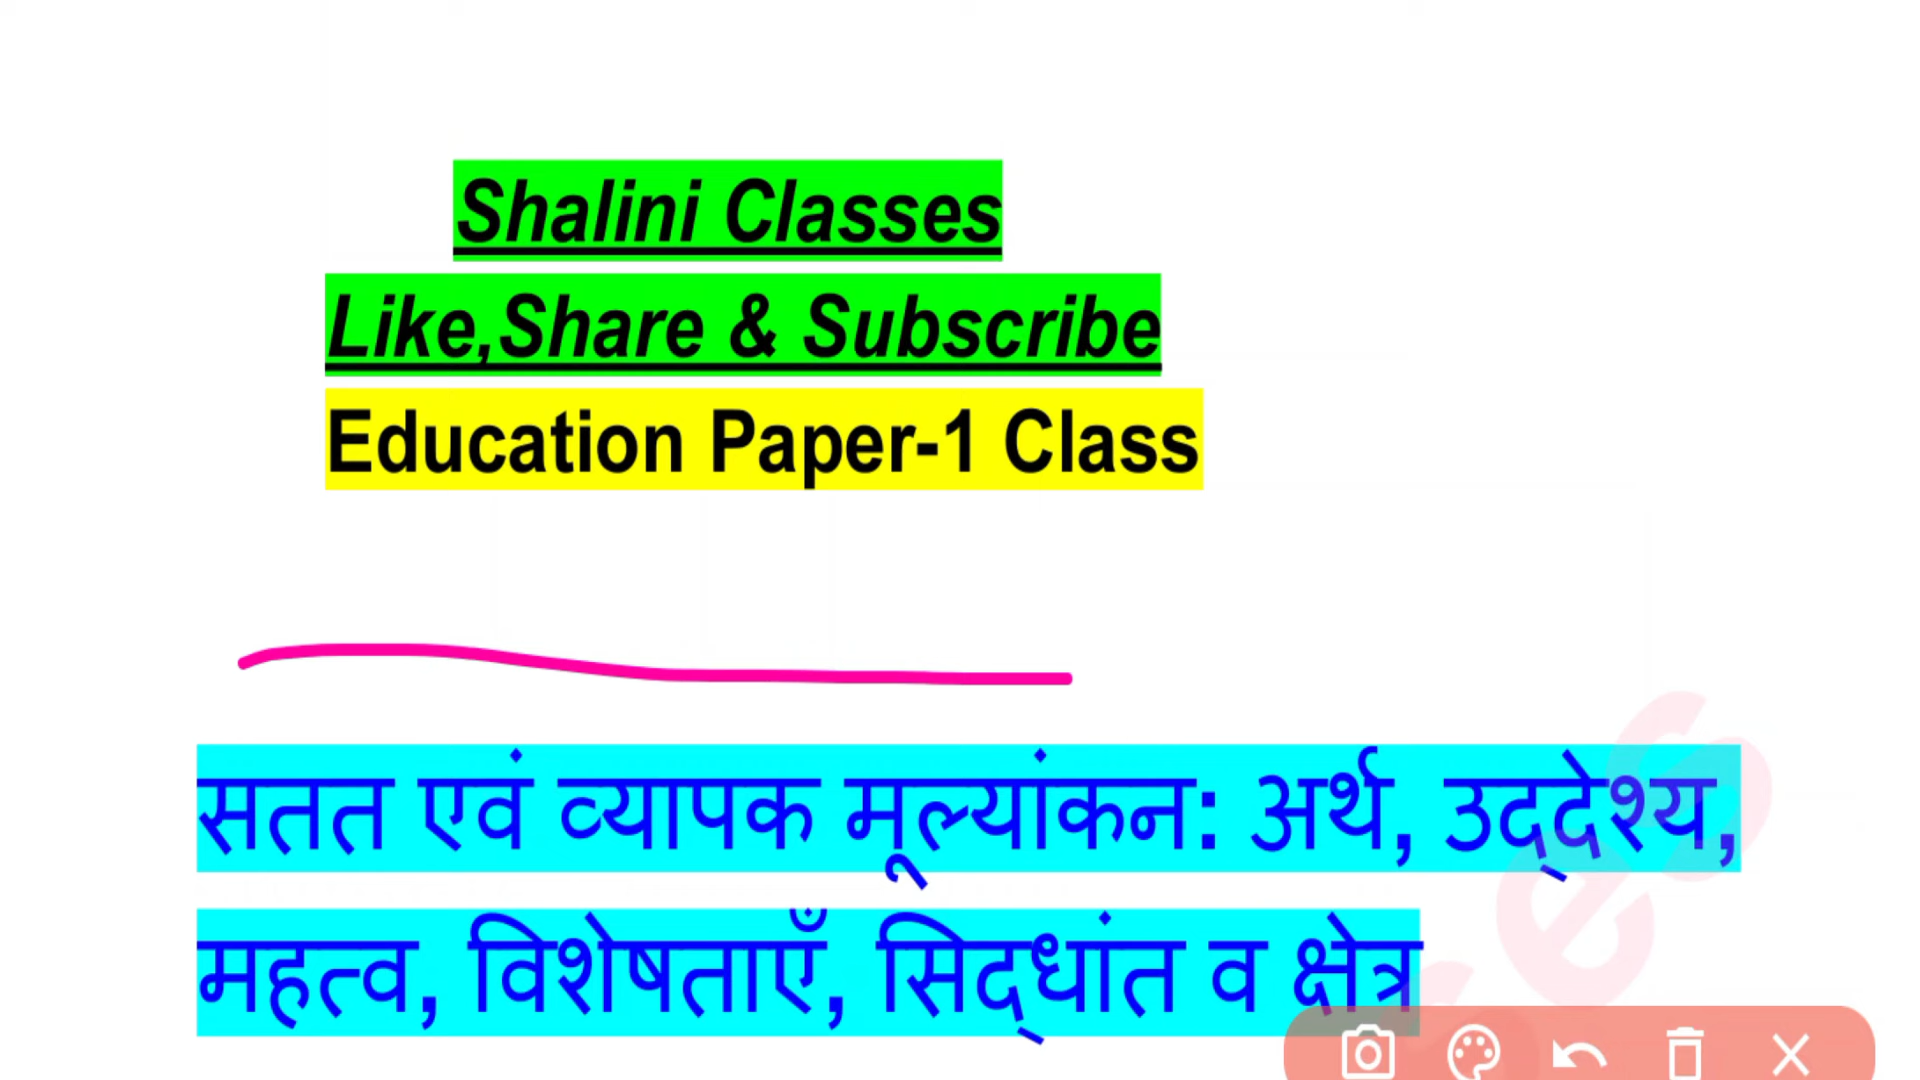 Shalini Classes
Like,Share & Subscribe
Education Paper-1 Class
सतत एवं व्यापक मूल्यांकन: अर्थ, उद्देश्य,
महत्व, विशेषताएँ, सिद्धांत व क्षेत्र